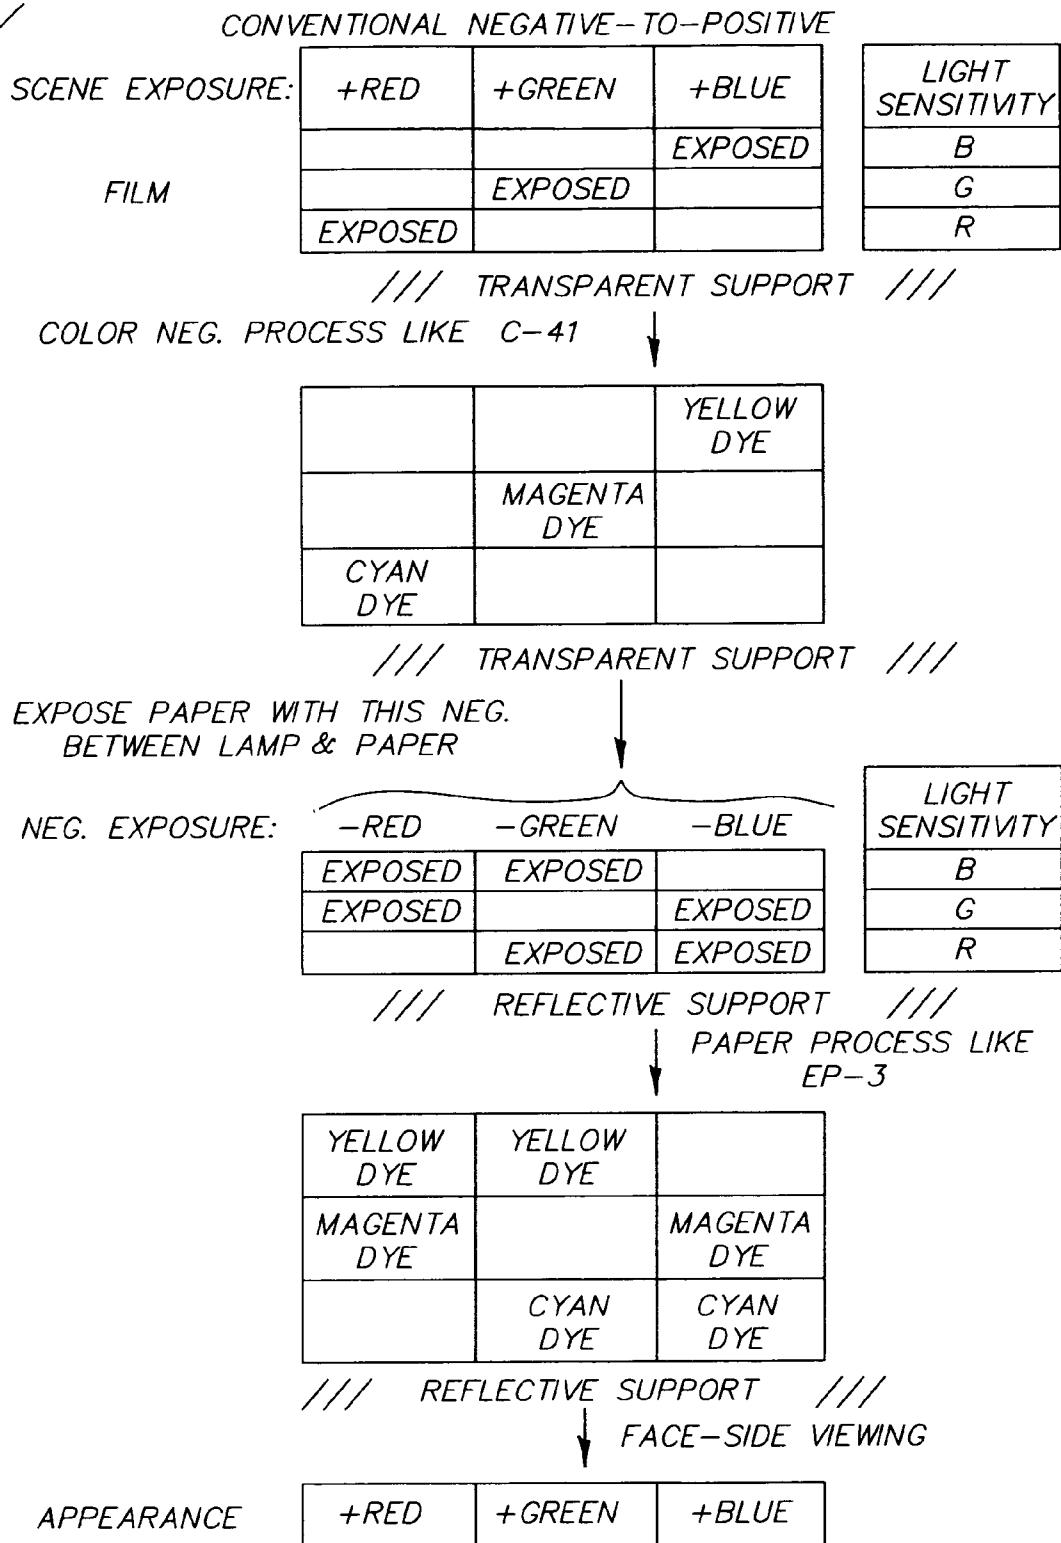 CONVENTIONAL NEGATIVE-TO-POSITIVE
SCENE EXPOSURE: +RED +GREEN +BLUE LIGHT SENSITIVITY
EXPOSED B
FILM EXPOSED G
EXPOSED R
/// TRANSPARENT SUPPORT ///
COLOR NEG. PROCESS LIKE C-41
YELLOW
DYE
MAGENTA
DYE
CYAN
DYE
/// TRANSPARENT SUPPORT ///
EXPOSE PAPER WITH THIS NEG.
BETWEEN LAMP & PAPER
LIGHT
NEG. EXPOSURE: -RED -GREEN -BLUE SENSITIVITY
EXPOSED EXPOSED B
EXPOSED EXPOSED G
EXPOSED EXPOSED R
/// REFLECTIVE SUPPORT ///
PAPER PROCESS LIKE
EP-3
YELLOW YELLOW
DYE DYE
MAGENTA MAGENTA
DYE DYE
CYAN CYAN
DYE DYE
/// REFLECTIVE SUPPORT ///
FACE-SIDE VIEWING
APPEARANCE +RED +GREEN +BLUE